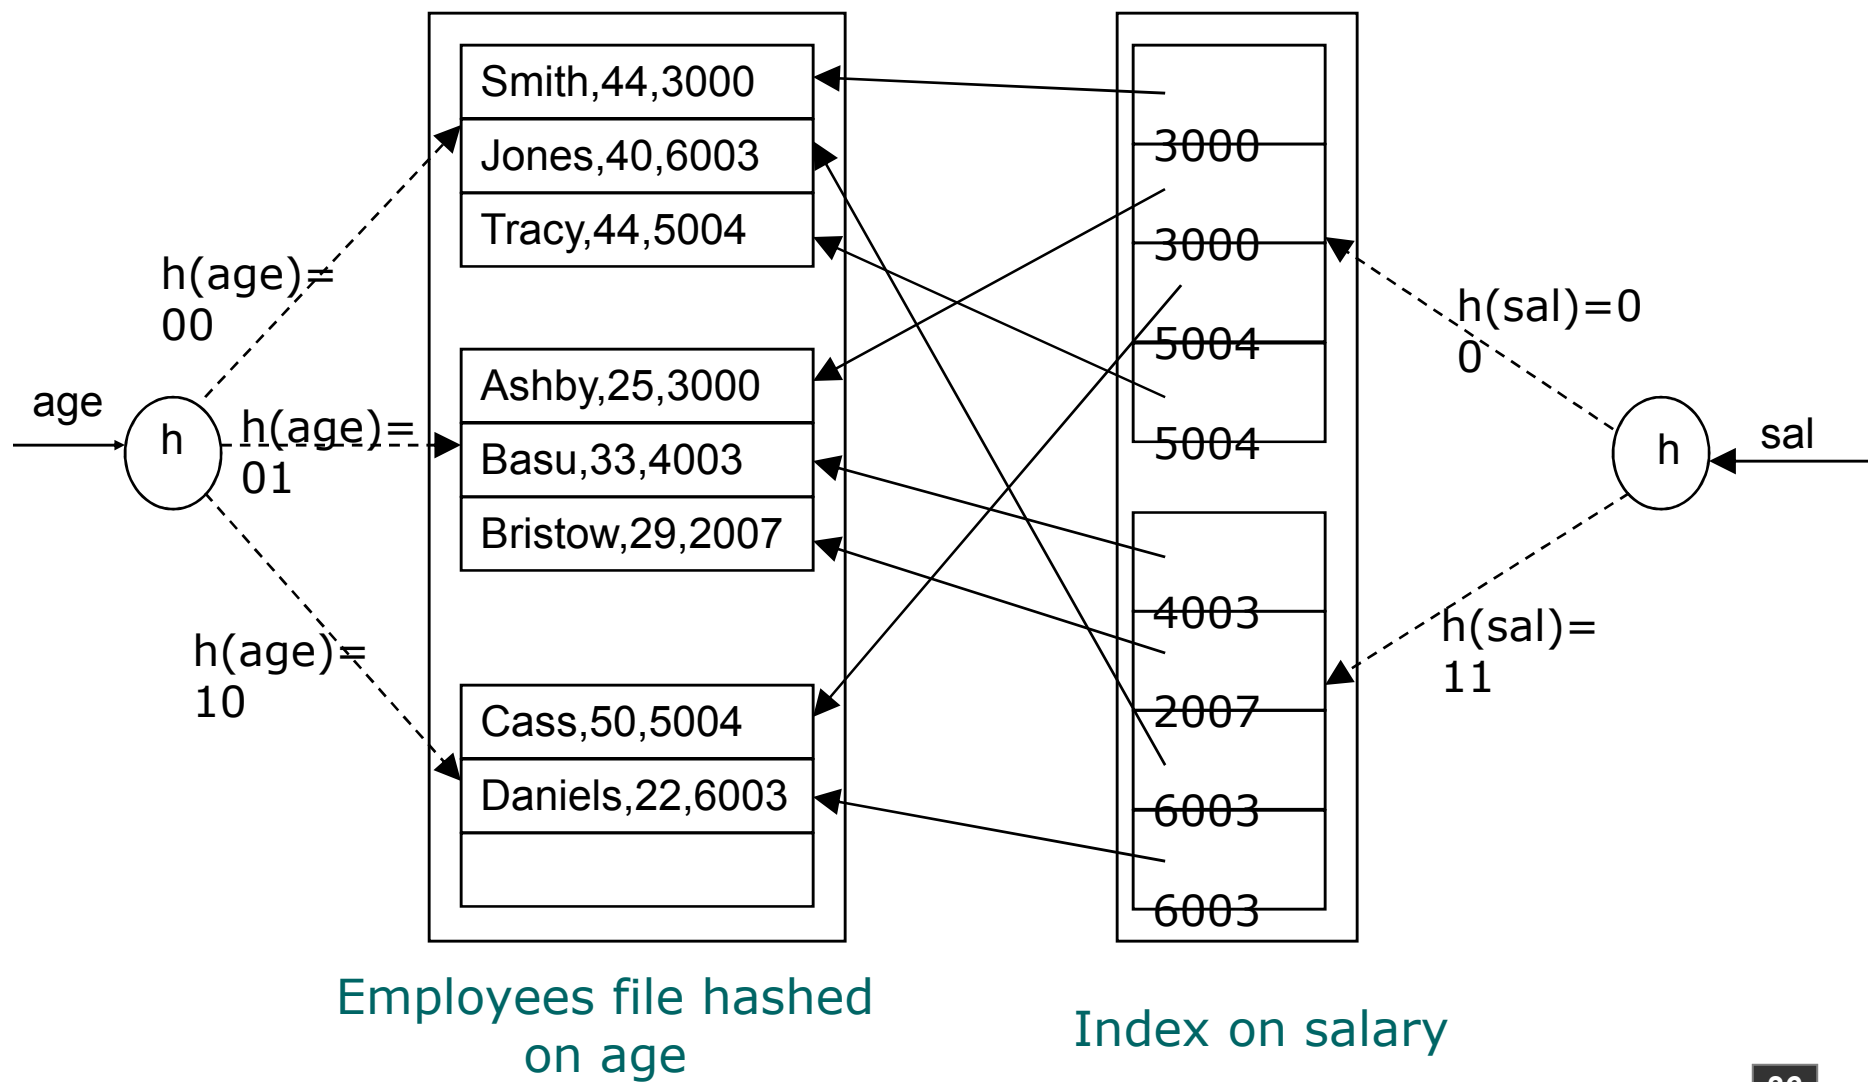 age
h
h(age)=
00
h(age)=
01
h(age)=
10
Smith,44,3000
Jones,40,6003
Tracy,44,5004
Ashby,25,3000
Basu,33,4003
Bristow,29,2007
Cass,50,5004
Daniels,22,6003
3000
3000
5004
5004
4003
2007
6003
6003
h(sal)=0
0
h(sal)=
11
h
sal
Employees file hashed
on age
Index on salary